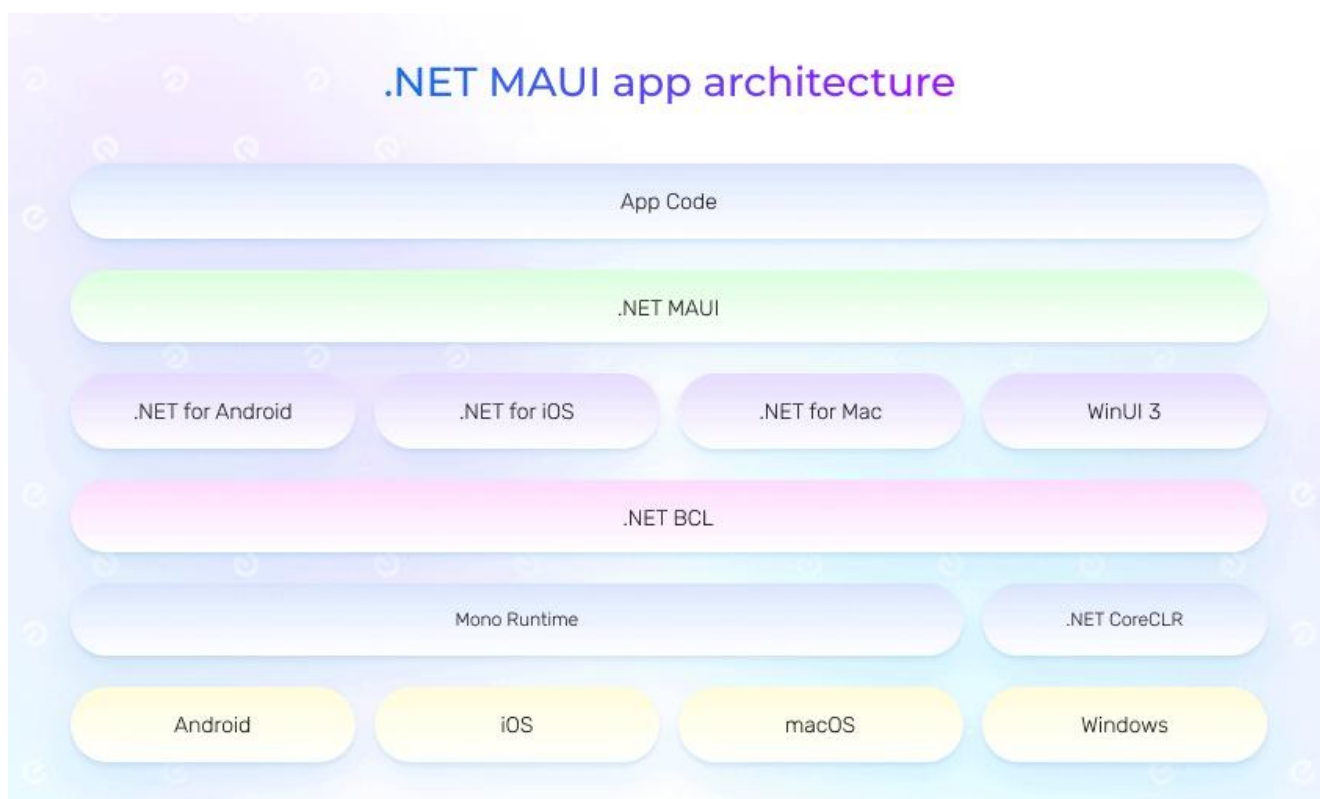 .NET MAUI app architecture
App Code
.NET MAUI
.NET for Android
.NET for iOS
.NET for Mac
WinUI 3
.NET BCL
Mono Runtime
.NET CoreCLR
Android
iOS
macOS
Windows